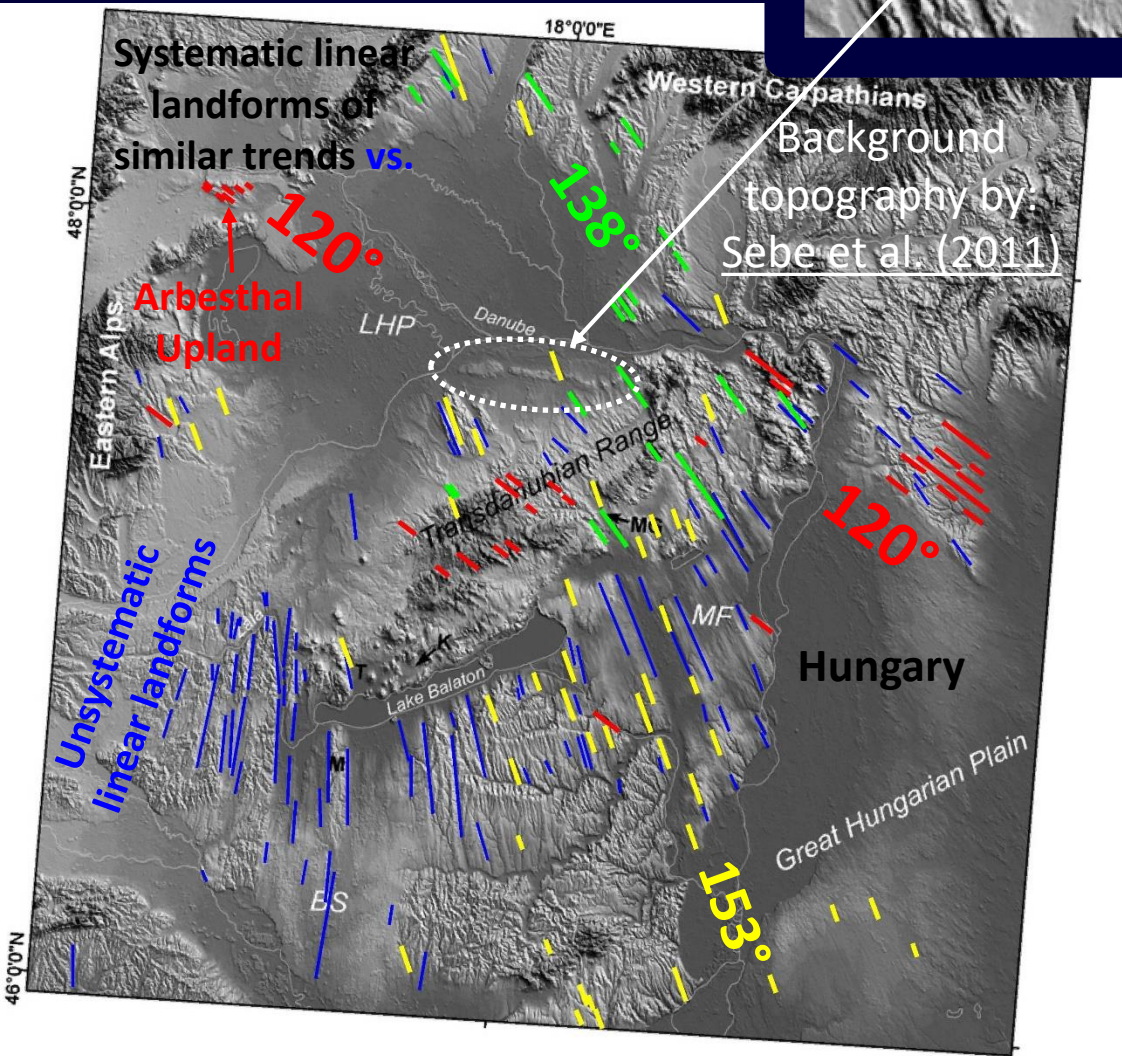 18°0'0"E
Systematic linear
landforms of
similar trends vs.
Western Carpathians
Background
topography by:
Sebe et al. (2011)
48°0'0"N
120°
138°
Arbesthal
Upland
Eastern Alps
LHP
Danube
Transdanubian Range
MG
120°
Unsystematic
linear landforms
MF
K
T
Lake Balaton
Hungary
M
Great Hungarian Plain
BS
153°
46°0'0"N